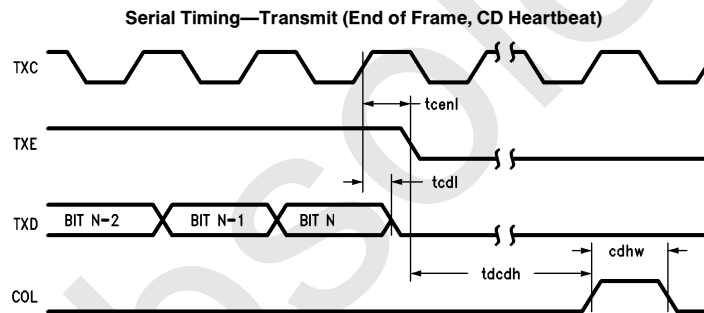 Serial Timing—Transmit (End of Frame, CD Heartbeat)
TXC
tcenl
TXE
tcdl
TXD
BIT N-2
BIT N-1
BIT N
cdhw
tdcdh
COL